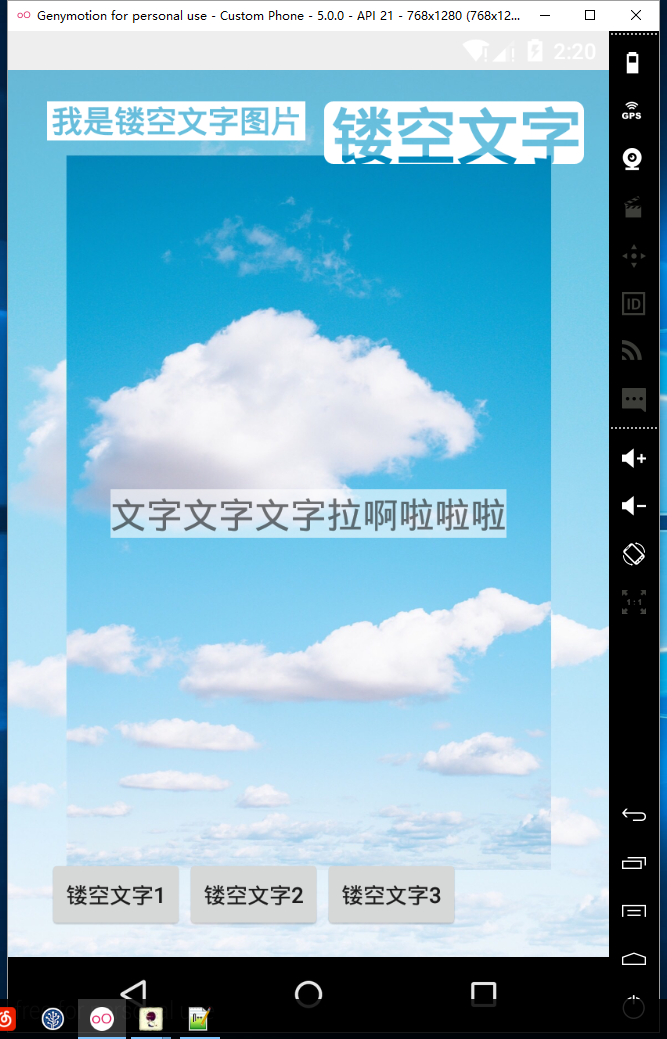 Genymotion for personal use - Custom Phone - 5.0.0 - API 21 - 768x1280 (768x12...
2:20
我是镂空文字图片
镂空文字
GPS
ID
文字文字文字拉啊啦啦啦
1:1
镂空文字1
镂空文字2
镂空文字3